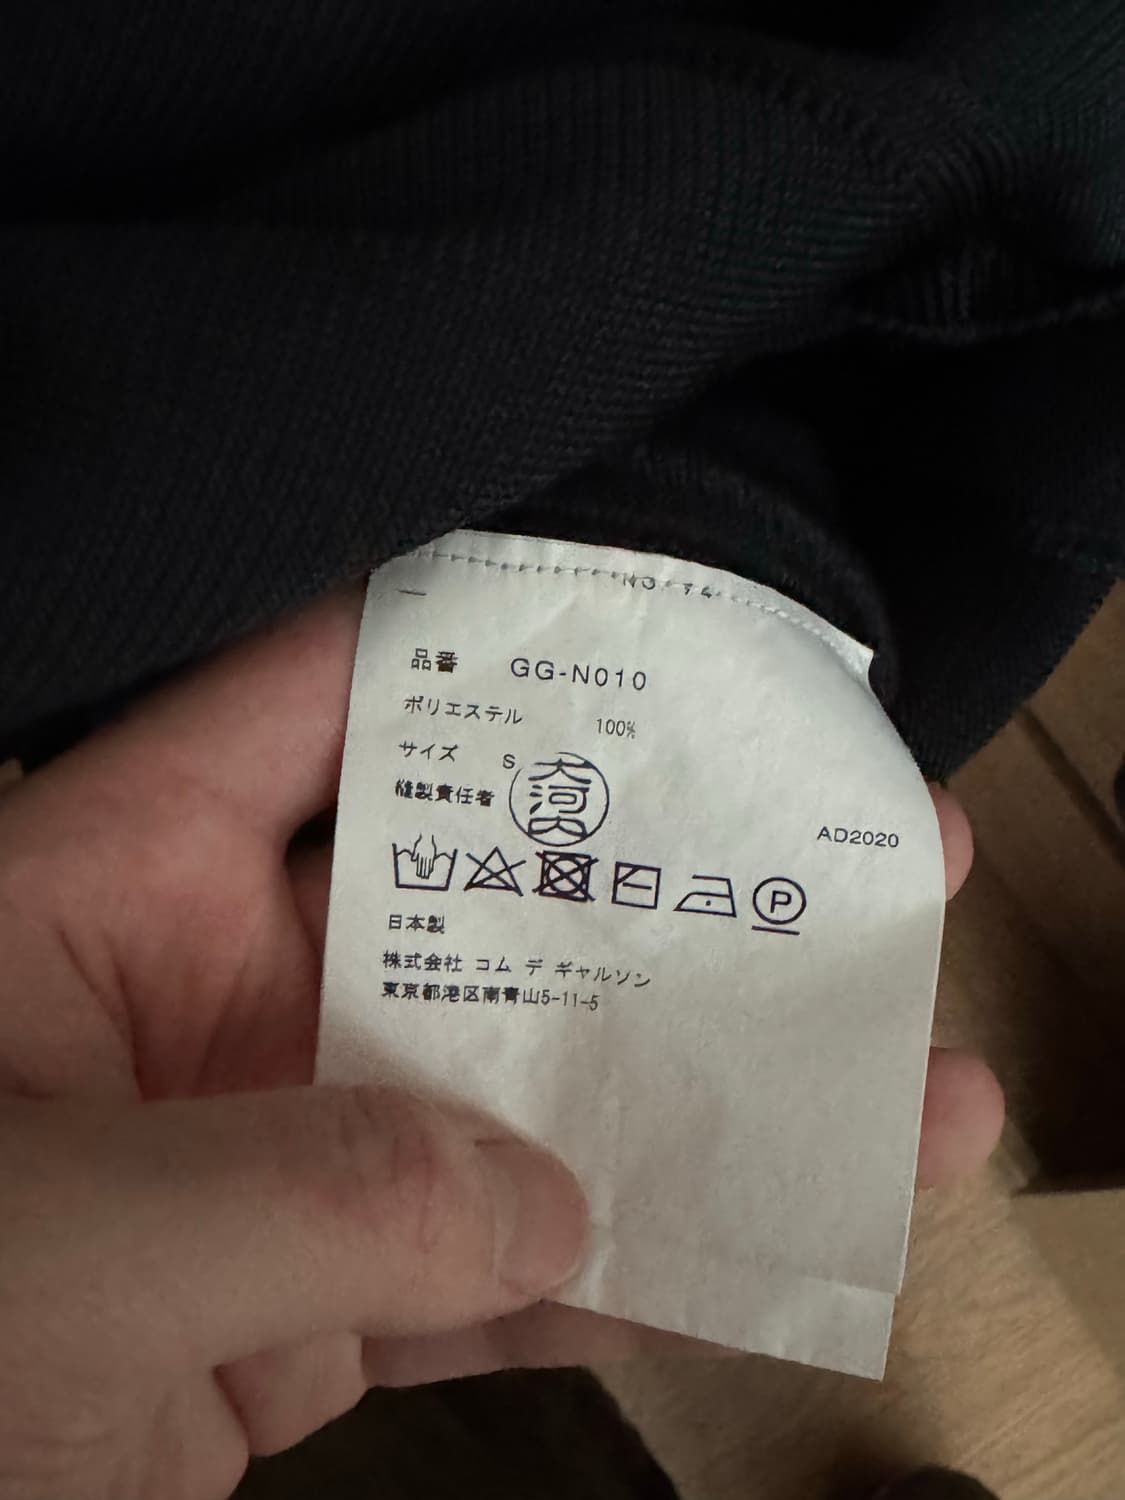 NO. 74
品番 GG-N010
ポリエステル 100%
サイズ S
縫製責任者 大河内
AD2020
P
日本製
株式会社 コム デ ギャルソン
東京都港区南青山5-11-5